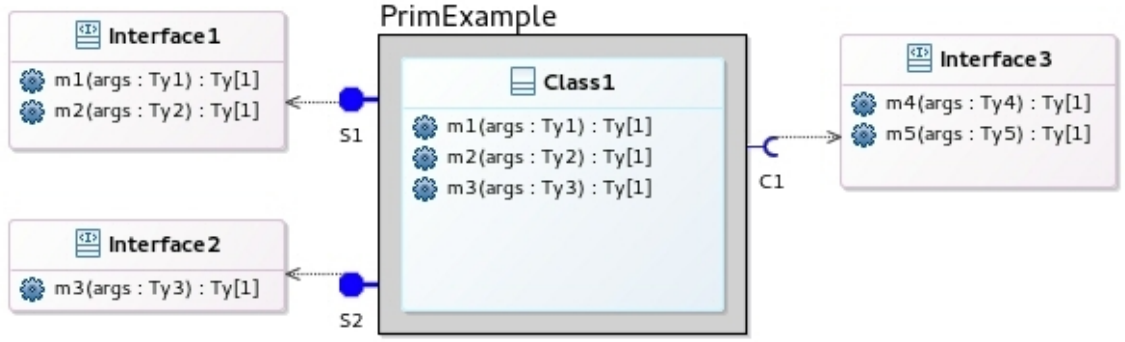 PrimExample
Interface1
m1(args : Ty1) : Ty[1]
m2(args : Ty2) : Ty[1]
S1
Class1
m1(args : Ty1) : Ty[1]
m2(args : Ty2) : Ty[1]
m3(args : Ty3) : Ty[1]
C1
Interface3
m4(args : Ty4) : Ty[1]
m5(args : Ty5) : Ty[1]
Interface2
m3(args : Ty3) : Ty[1]
S2